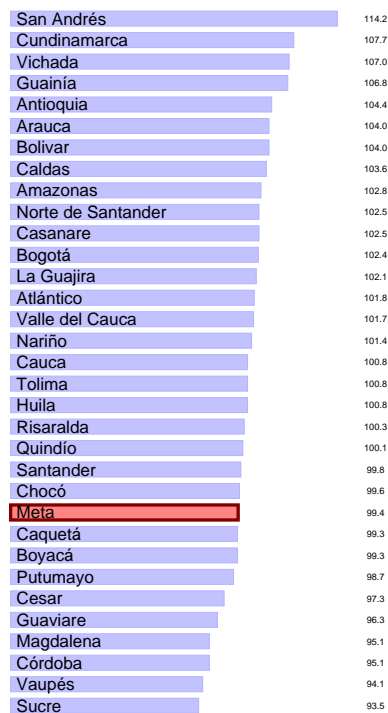 San Andrés 114.2
Cundinamarca 107.7
Vichada 107.0
Guainía 106.8
Antioquia 104.4
Arauca 104.0
Bolivar 104.0
Caldas 103.6
Amazonas 102.8
Norte de Santander 102.5
Casanare 102.5
Bogotá 102.4
La Guajira 102.1
Atlántico 101.8
Valle del Cauca 101.7
Nariño 101.4
Cauca 100.8
Tolima 100.8
Huila 100.8
Risaralda 100.3
Quindío 100.1
Santander 99.8
Chocó 99.6
Meta 99.4
Caquetá 99.3
Boyacá 99.3
Putumayo 98.7
Cesar 97.3
Guaviare 96.3
Magdalena 95.1
Córdoba 95.1
Vaupés 94.1
Sucre 93.5